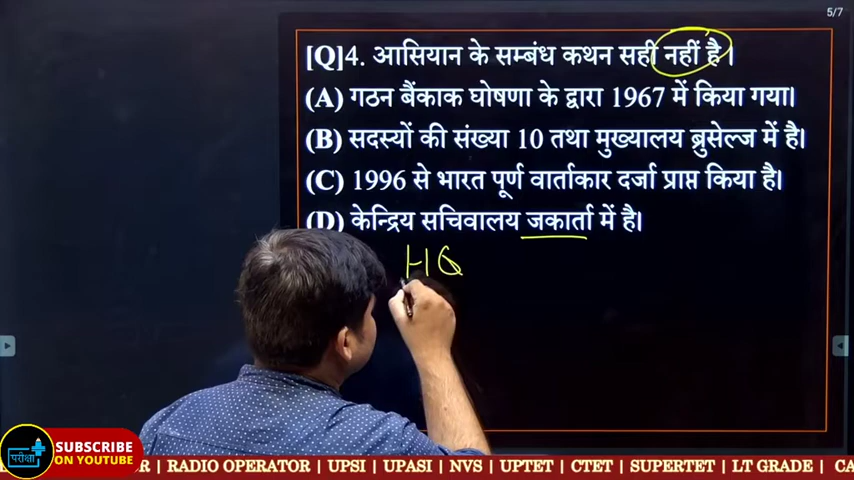 5/7
[Q]4. आसियान के सम्बंध कथन सही नहीं है।
(A) गठन बैंकाक घोषणा के द्वारा 1967 में किया गया।
(B) सदस्यों की संख्या 10 तथा मुख्यालय ब्रुसेल्ज में है।
(C) 1996 से भारत पूर्ण वार्ताकार दर्जा प्राप्त किया है।
(D) केन्द्रिय सचिवालय जकार्ता में है।
HQ
परीक्षा
SUBSCRIBE
ON YOUTUBE
R | RADIO OPERATOR | UPSI | UPASI | NVS | UPTET | CTET | SUPERTET | LT GRADE | CA